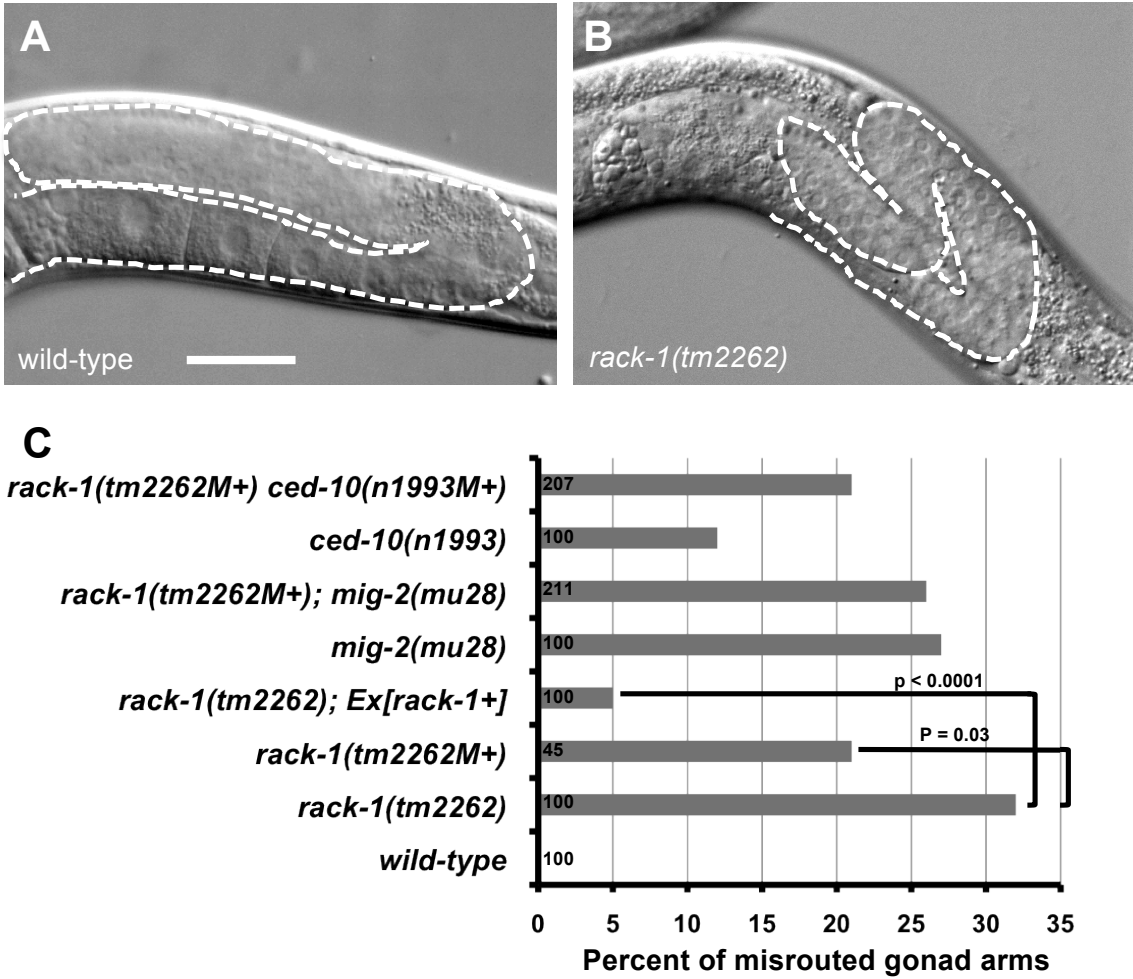 A
wild-type
B
rack-1(tm2262)
C
rack-1(tm2262M+) ced-10(n1993M+)
207
ced-10(n1993)
100
rack-1(tm2262M+); mig-2(mu28)
211
mig-2(mu28)
100
rack-1(tm2262); Ex[rack-1+]
100
p < 0.0001
rack-1(tm2262M+)
45
P = 0.03
rack-1(tm2262)
100
wild-type
100
0 5 10 15 20 25 30 35
Percent of misrouted gonad arms